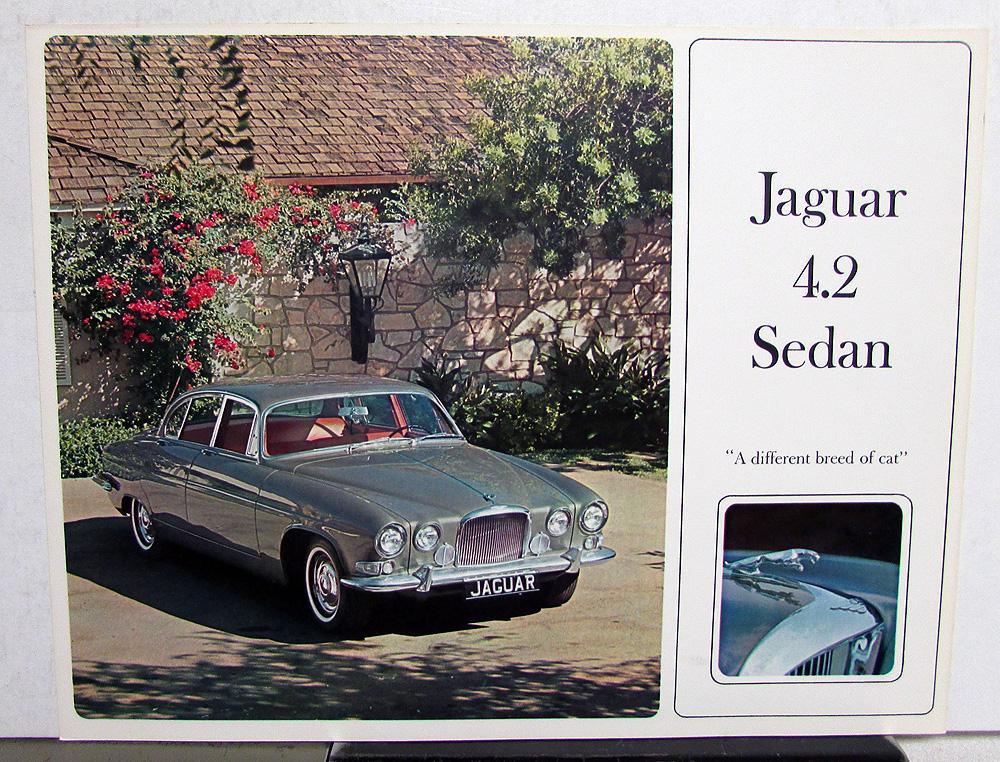 Jaguar
4.2
Sedan
“A different breed of cat”
JAGUAR